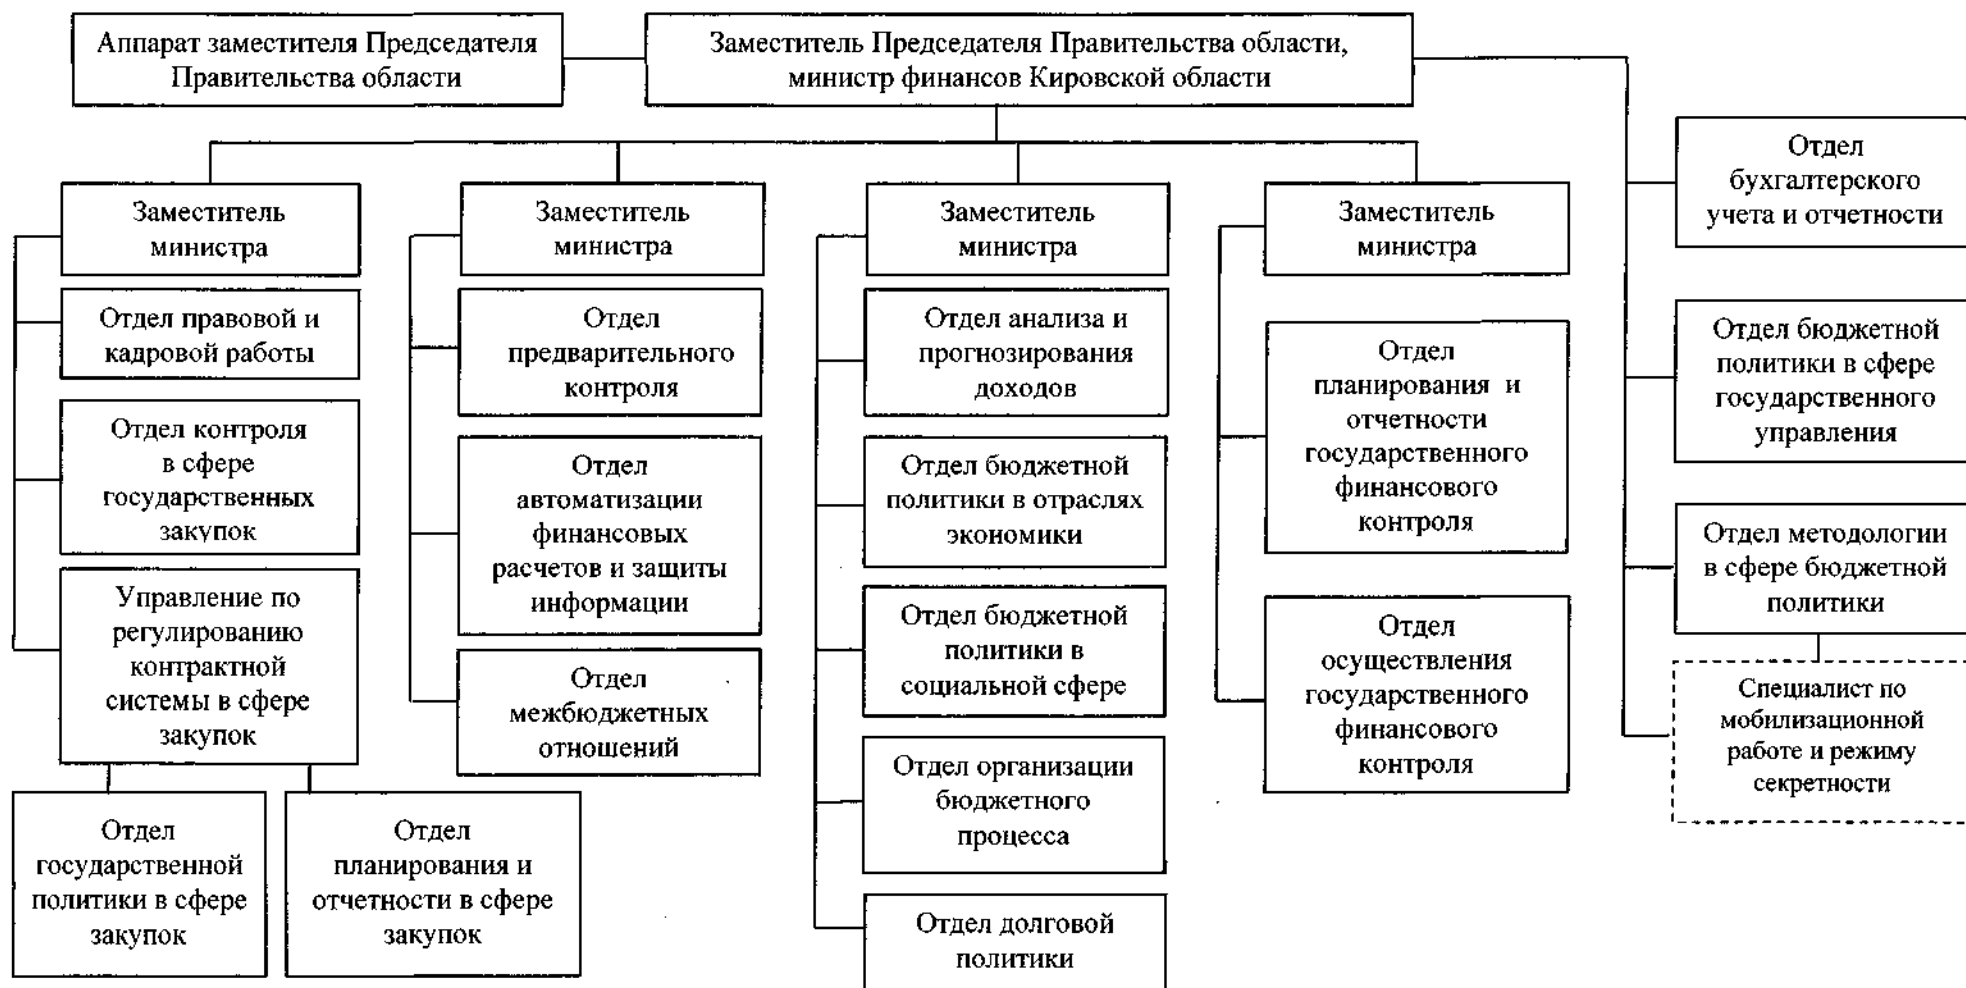 Аппарат заместителя Председателя
Правительства области
Заместитель Председателя Правительства области,
министр финансов Кировской области
Заместитель
министра
Отдел правовой и
кадровой работы
Отдел контроля
в сфере
государственных
закупок
Управление по
регулированию
контрактной
системы в сфере
закупок
Отдел
государственной
политики в сфере
закупок
Отдел
планирования и
отчетности в сфере
закупок
Заместитель
министра
Отдел
предварительного
контроля
Отдел
автоматизации
финансовых
расчетов и защиты
информации
Отдел
межбюджетных
отношений
Заместитель
министра
Отдел анализа и
прогнозирования
доходов
Отдел бюджетной
политики в отраслях
экономики
Отдел бюджетной
политики в
социальной сфере
Отдел организации
бюджетного
процесса
Отдел долговой
политики
Заместитель
министра
Отдел
планирования и
отчетности
государственного
финансового
контроля
Отдел
осуществления
государственного
финансового
контроля
Отдел
бухгалтерского
учета и отчетности
Отдел бюджетной
политики в сфере
государственного
управления
Отдел методологии
в сфере бюджетной
политики
Специалист по
мобилизационной
работе и режиму
секретности